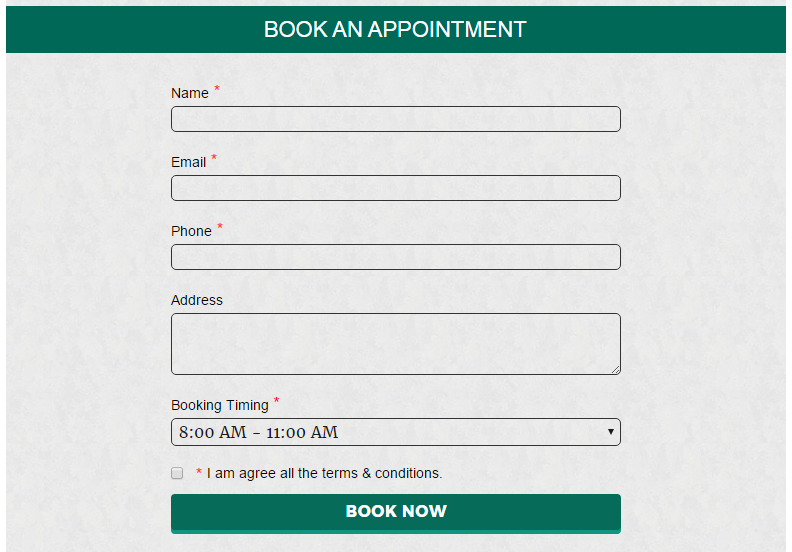 BOOK AN APPOINTMENT
Name *
Email *
Phone *
Address
Booking Timing *
8:00 AM - 11:00 AM
* I am agree all the terms & conditions.
BOOK NOW